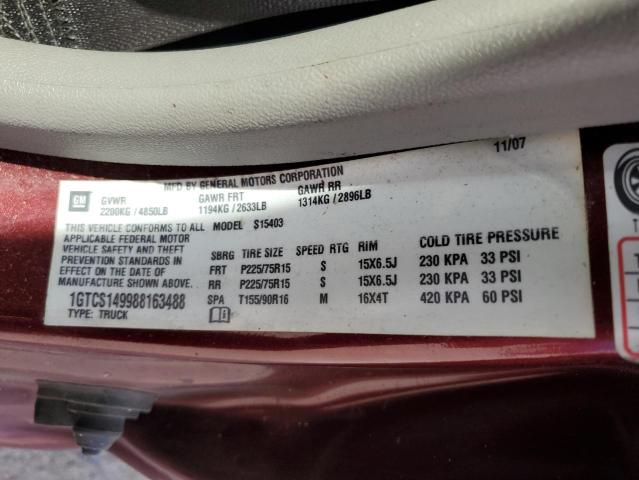 MFD BY GENERAL MOTORS CORPORATION
11/07
GM
GVWR GAWR FRT GAWR RR
2200KG / 4850LB 1194KG / 2633LB 1314KG / 2896LB
THIS VEHICLE CONFORMS TO ALL MODEL S15403
APPLICABLE FEDERAL MOTOR
VEHICLE SAFETY AND THEFT
PREVENTION STANDARDS IN
EFFECT ON THE DATE OF
MANUFACTURE SHOWN ABOVE.
1GTCS149988163488
TYPE: TRUCK
SBRG TIRE SIZE SPEED RTG RIM COLD TIRE PRESSURE
FRT P225/75R15 S 15X6.5J 230 KPA 33 PSI
RR P225/75R15 S 15X6.5J 230 KPA 33 PSI
SPA T155/90R16 M 16X4T 420 KPA 60 PSI